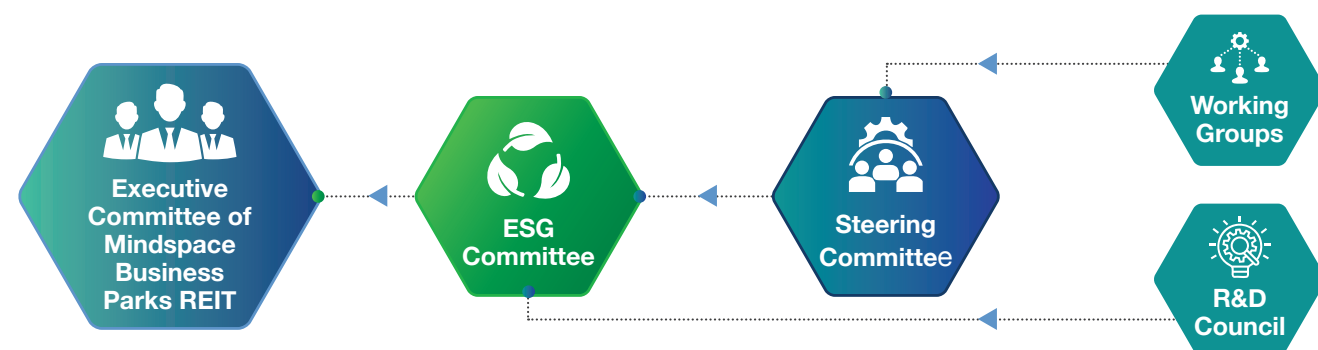 Executive
Committee of
Mindspace
Business
Parks REIT
ESG
Committee
Steering
Committee
Working
Groups
R&D
Council